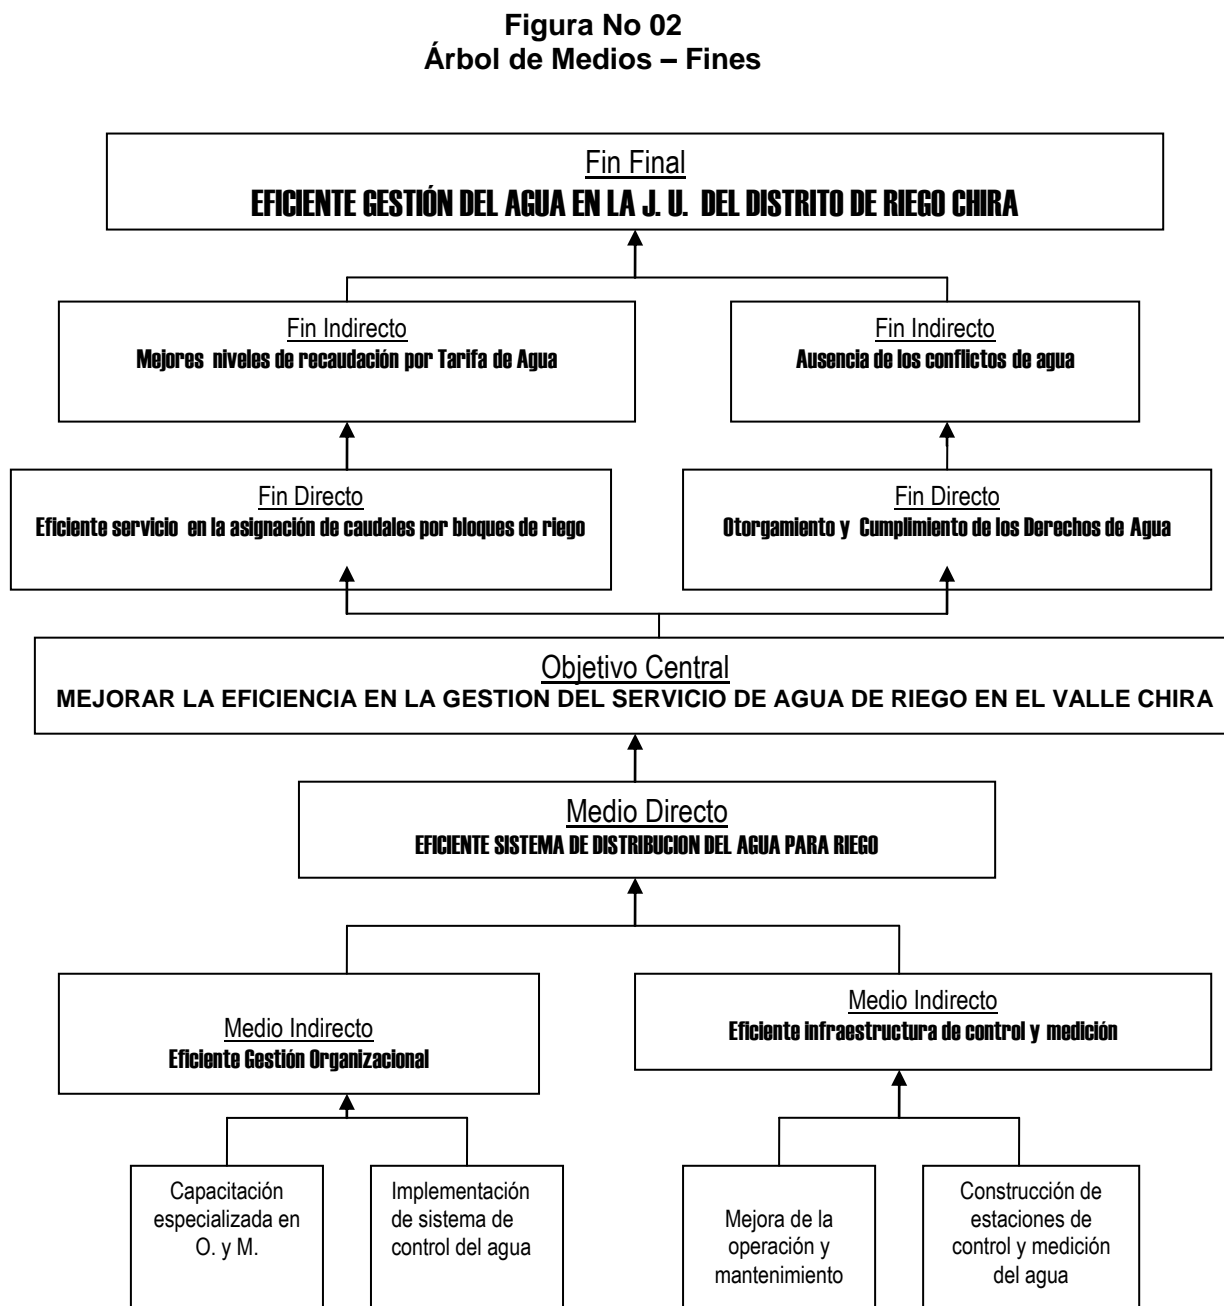 Figura No 02
Árbol de Medios – Fines
Fin Final
EFICIENTE GESTIÓN DEL AGUA EN LA J. U. DEL DISTRITO DE RIEGO CHIRA
Fin Indirecto
Mejores niveles de recaudación por Tarifa de Agua
Fin Indirecto
Ausencia de los conflictos de agua
Fin Directo
Eficiente servicio en la asignación de caudales por bloques de riego
Fin Directo
Otorgamiento y Cumplimiento de los Derechos de Agua
Objetivo Central
MEJORAR LA EFICIENCIA EN LA GESTION DEL SERVICIO DE AGUA DE RIEGO EN EL VALLE CHIRA
Medio Directo
EFICIENTE SISTEMA DE DISTRIBUCION DEL AGUA PARA RIEGO
Medio Indirecto
Eficiente Gestión Organizacional
Medio Indirecto
Eficiente infraestructura de control y medición
Capacitación
especializada en
O. y M.
Implementación
de sistema de
control del agua
Mejora de la
operación y
mantenimiento
Construcción de
estaciones de
control y medición
del agua